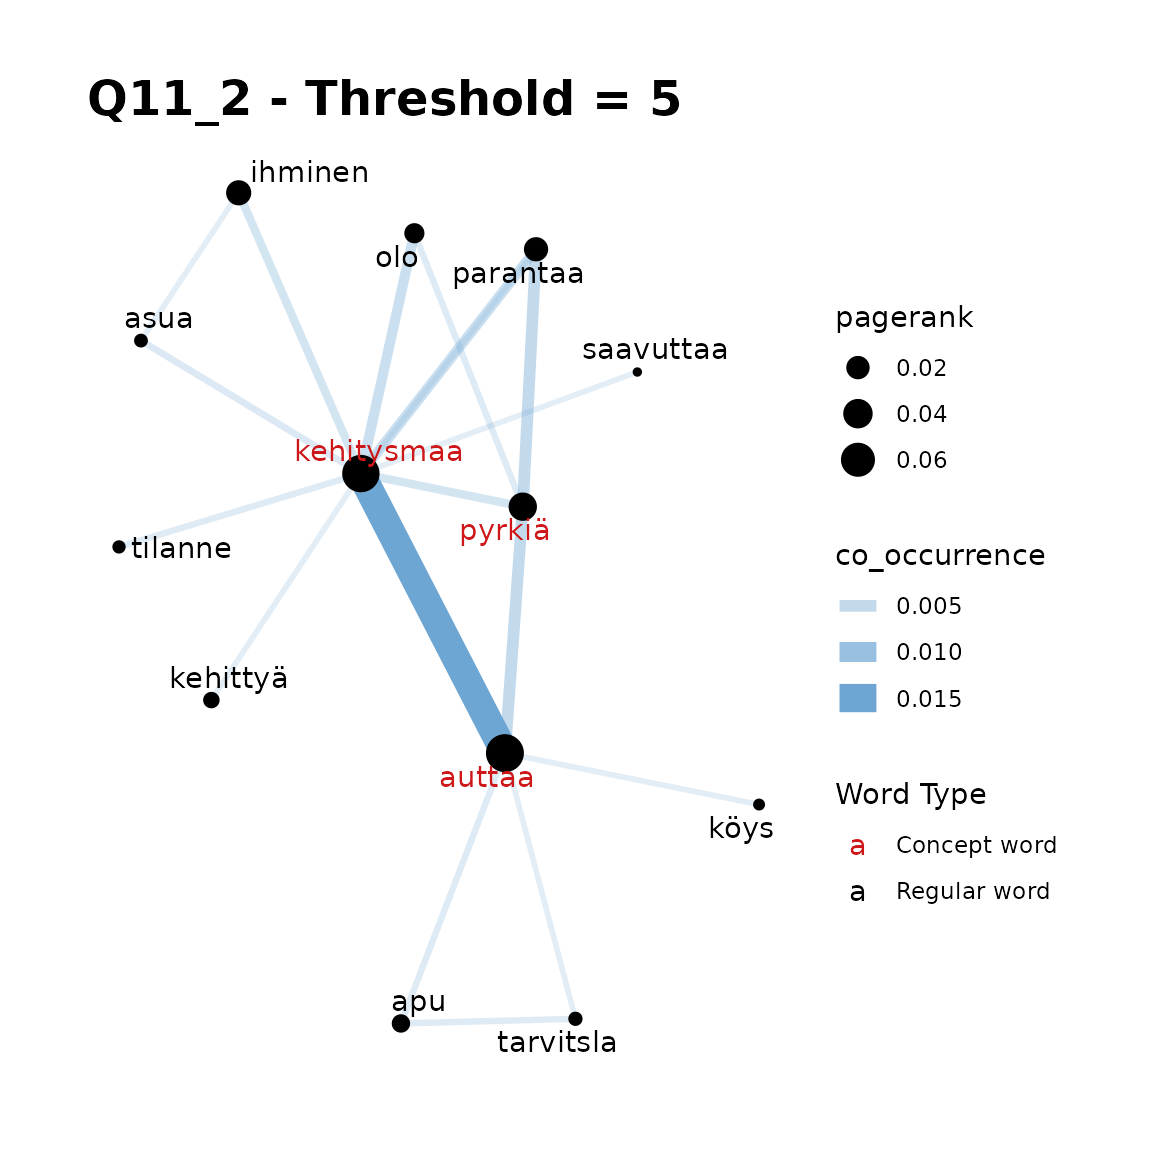 Q11_2 - Threshold = 5
ihminen
olo
parantaa
asua
saavuttaa
kehitysmaa
pyrkiä
tilanne
kehittyä
auttaa
köys
apu
tarvitsla
pagerank
0.02
0.04
0.06
co_occurrence
0.005
0.010
0.015
Word Type
a Concept word
a Regular word